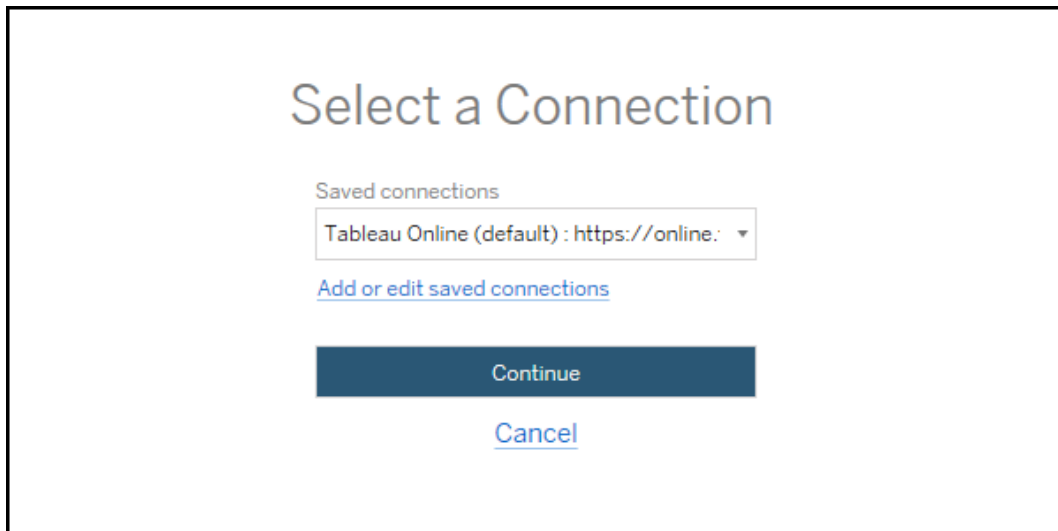 Select a Connection
Saved connections
Tableau Online (default) : https://online.
Add or edit saved connections
Continue
Cancel